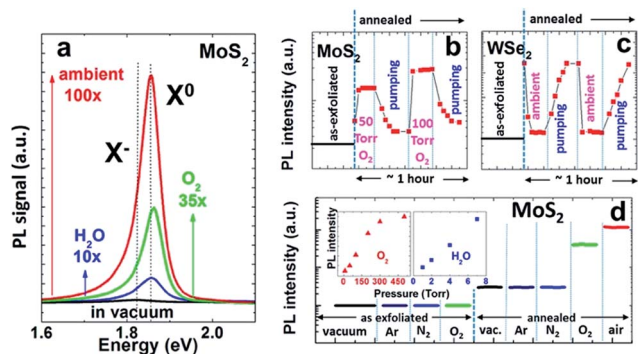 a
MoS2
ambient
100x
X0
X-
O2
35x
H2O
10x
in vacuum
PL signal (a.u.)
1.6
1.8
2.0
Energy (eV)
annealed
b
MoS2
PL intensity (a.u.)
as-exfoliated
50
Torr
O2
pumping
100
Torr
O2
pumping
~ 1 hour
annealed
c
WSe2
PL intensity (a.u.)
as-exfoliated
ambient
pumping
ambient
pumping
~ 1 hour
d
MoS2
PL intensity (a.u.)
PL intensity
O2
H2O
0 150 300 450
0 2 4 6 8
Pressure (Torr)
as exfoliated
annealed
vacuum Ar N2 O2 vac. Ar N2 O2 air